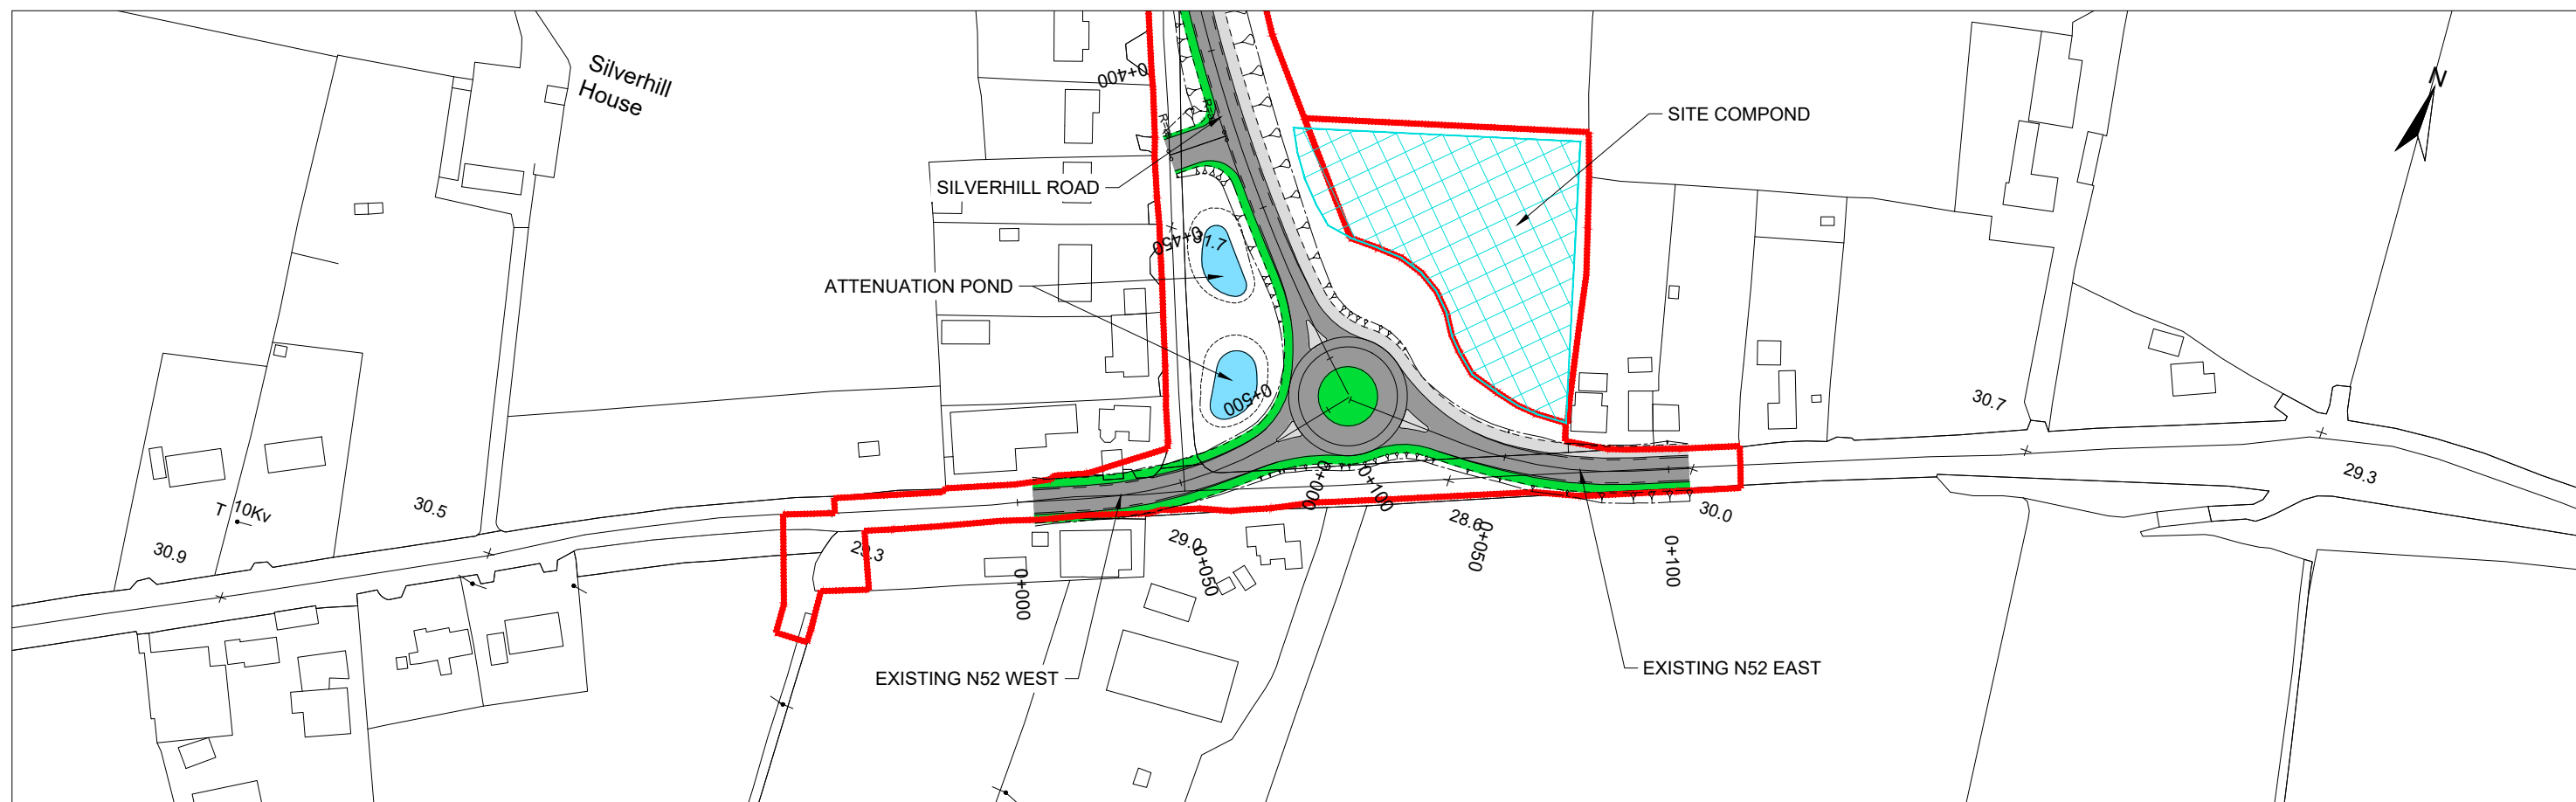 Silverhill
House
0+400
SITE COMPOND
N
SILVERHILL ROAD
0+450
ATTENUATION POND
0+500
30.7
29.3
30.5
T 10Kv
30.9
29.3
29.0
0+000
0+100
28.6
30.0
0+050
0+050
0+100
0+000
EXISTING N52 WEST
EXISTING N52 EAST